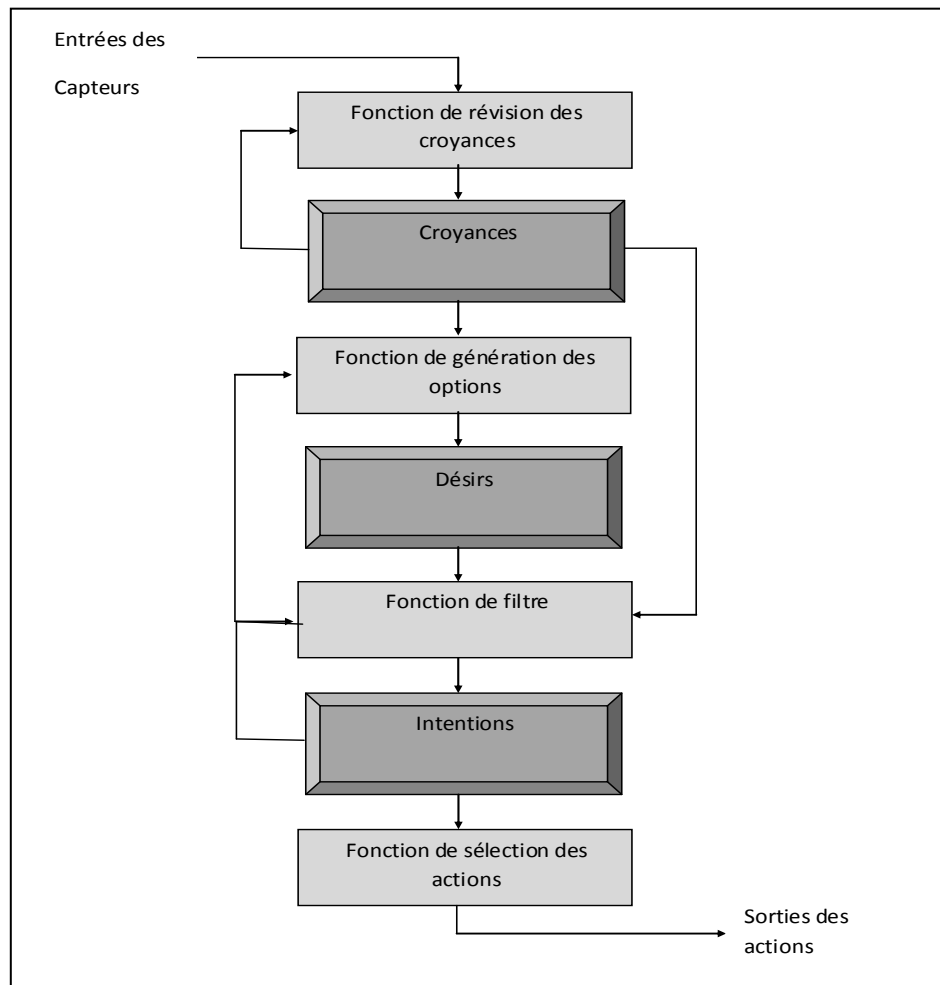 Entrées des
Capteurs
Fonction de révision des
croyances
Croyances
Fonction de génération des
options
Désirs
Fonction de filtre
Intentions
Fonction de sélection des
actions
Sorties des
actions